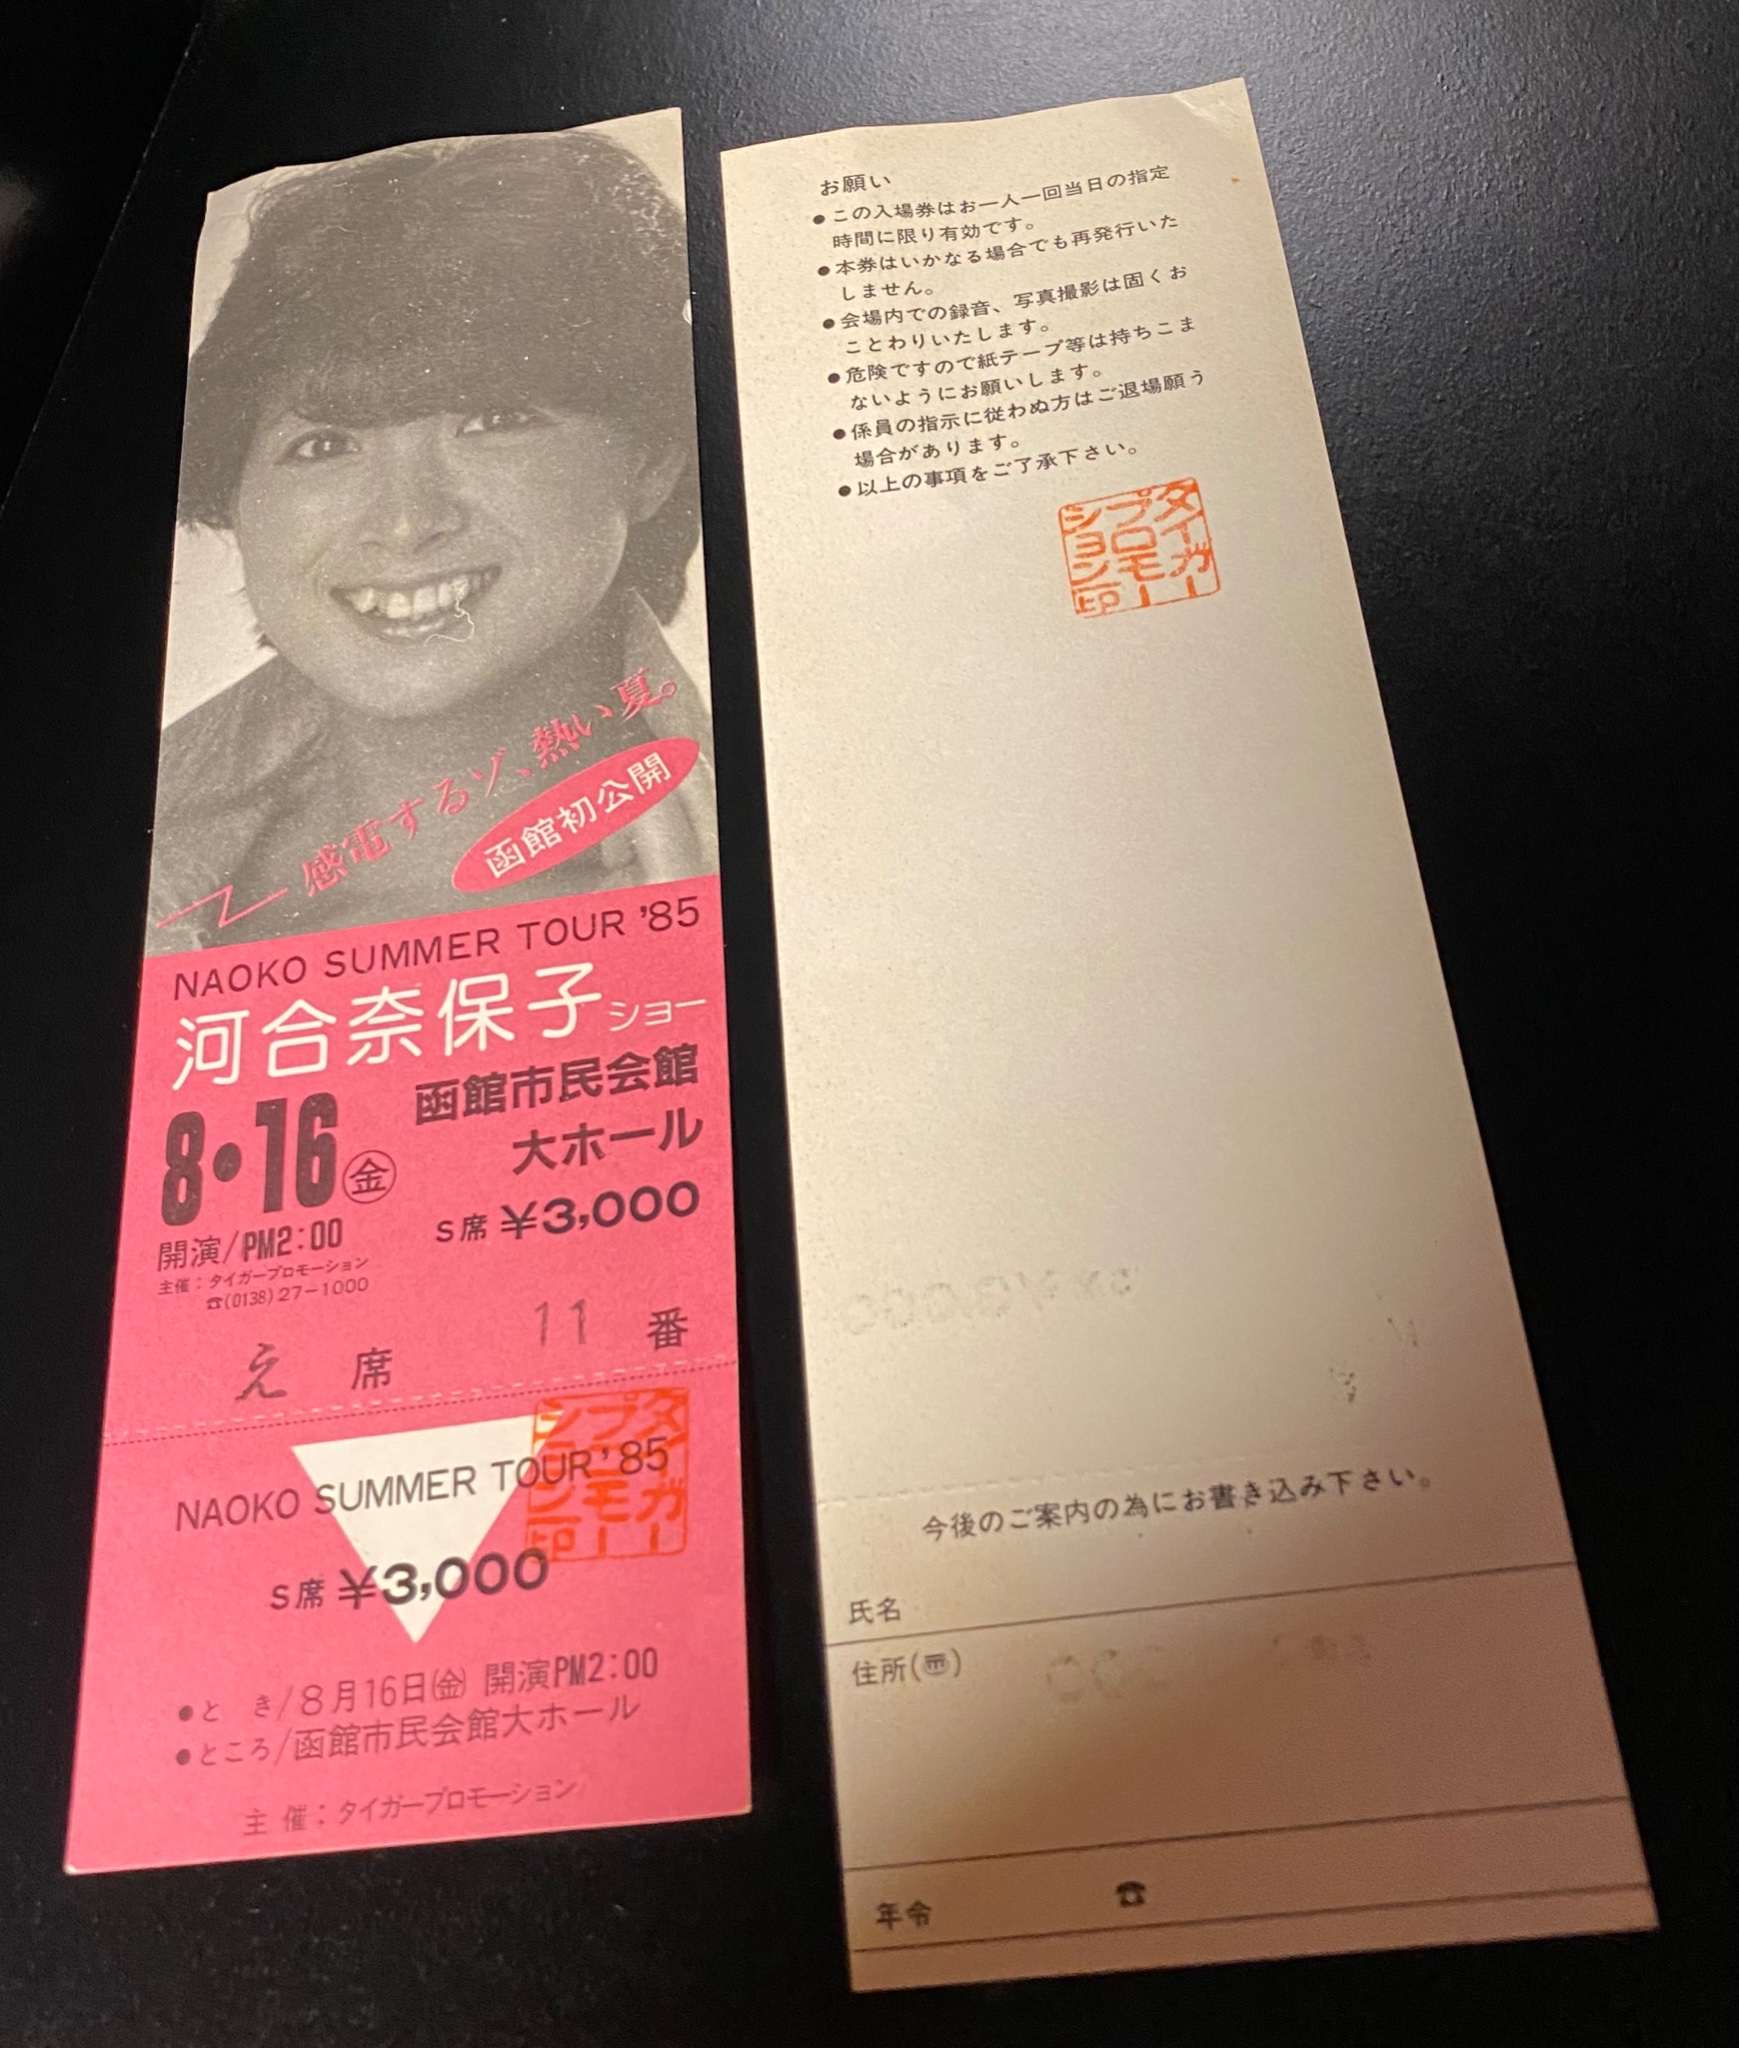 感電するゾ、熱い夏。
函館初公開
NAOKO SUMMER TOUR '85
河合奈保子ショー
8・16㊎
函館市民会館
大ホール
S席 ¥3,000
開演/PM2:00
主催：タイガープロモーション
☎(0138)27-1000
え 席 11 番
NAOKO SUMMER TOUR '85
タイガープロモーション印
S席 ¥3,000
●と き/8月16日㈮ 開演PM2:00
●ところ/函館市民会館大ホール
主 催：タイガープロモーション
お願い
●この入場券はお一人一回当日の指定
時間に限り有効です。
●本券はいかなる場合でも再発行いた
しません。
●会場内での録音、写真撮影は固くお
ことわりいたします。
●危険ですので紙テープ等は持ちこま
ないようにお願いします。
●係員の指示に従わぬ方はご退場願う
場合があります。
●以上の事項をご了承下さい。
タイガー
プロモー
ション印
今後のご案内の為にお書き込み下さい。
氏名
住所(〠)
年令 ☎